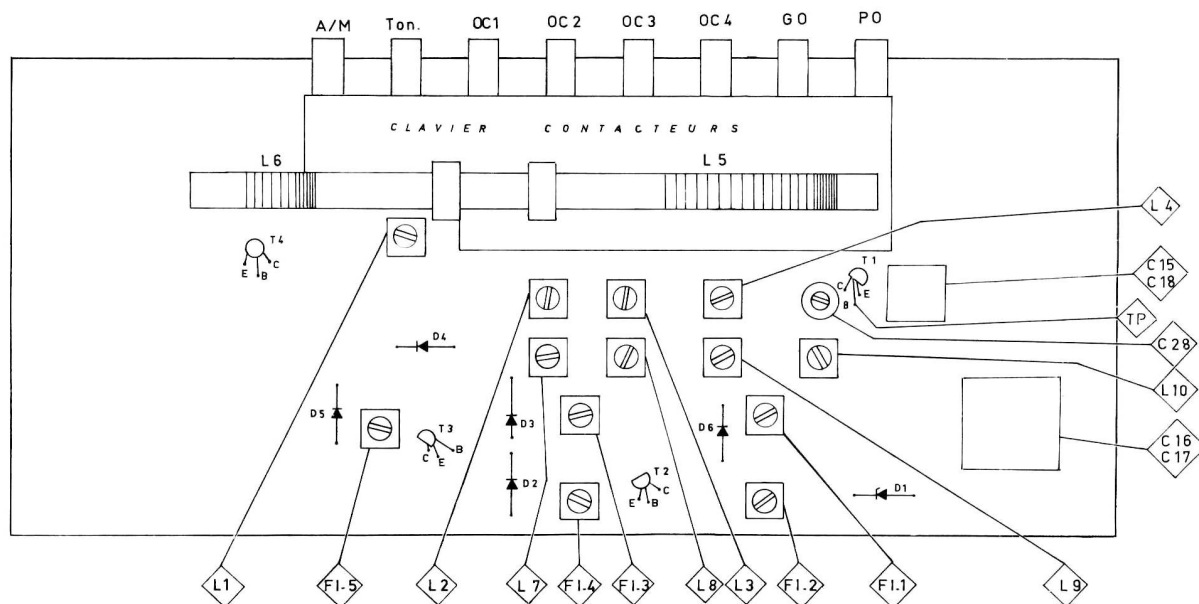 A/M Ton. OC1 OC2 OC3 OC4 GO PO
CLAVIER CONTACTEURS
L6 L5
L4
T4
E B C
T1
C B E
C15
C18
TP
D4
C28
L10
D5
T3
C E B
D3
D6
C16
C17
D2
T2
E B C
D1
L1 FI.5 L2 L7 FI.4 FI.3 L8 L3 FI.2 FI.1 L9